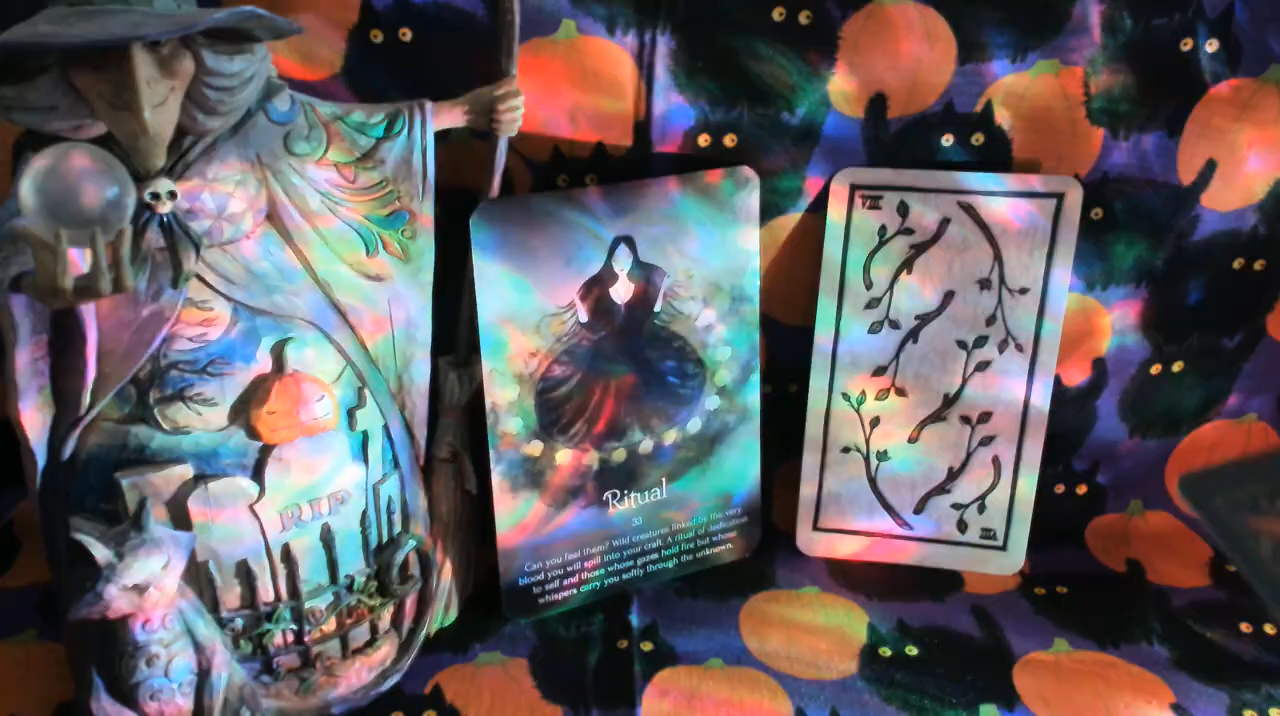 RIP
Ritual
33
Can you feel them? Wild creatures linked by the very
blood you will spill into your craft. A ritual of dedication
to self and those whose gazes hold fire but whose
whispers carry you softly through the unknown.
VII
VII